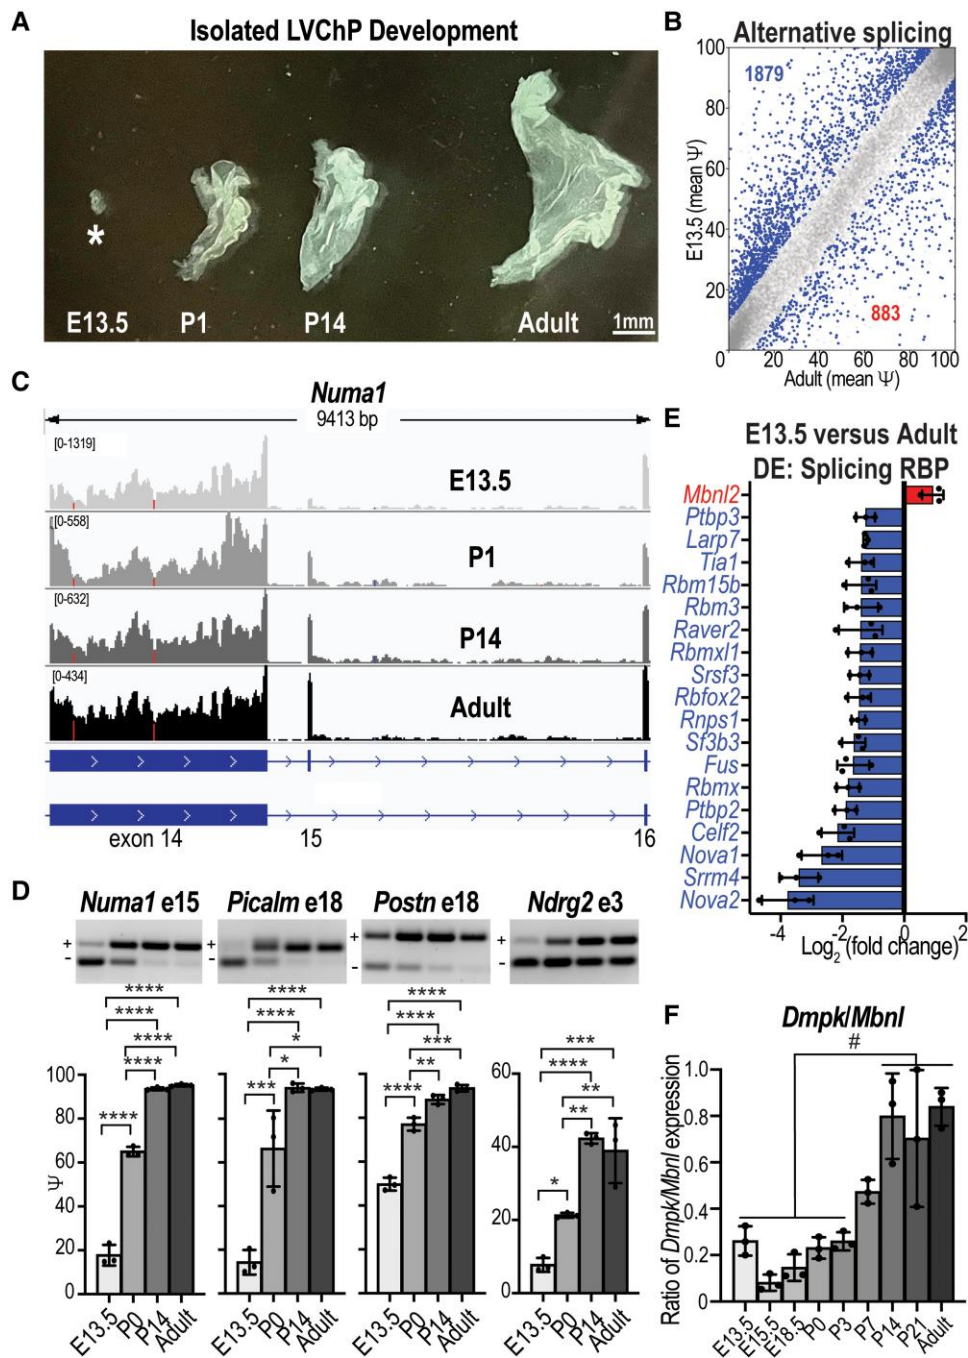 A
Isolated LVChP Development
*
E13.5
P1
P14
Adult
1mm
B
Alternative splicing
1879
883
100
80
60
40
20
0
20
40
60
80
100
E13.5 (mean Ψ)
Adult (mean Ψ)
C
Numa1
9413 bp
[0-1319]
E13.5
[0-558]
P1
[0-632]
P14
[0-434]
Adult
exon 14
15
16
D
Numa1 e15
Picalm e18
Postn e18
Ndrg2 e3
+
-
+
-
+
-
+
-
****
****
****
****
****
****
****
****
*
*
***
****
****
***
**
****
***
****
**
**
*
Ψ
100
80
60
40
20
0
40
20
0
E13.5
P0
P14
Adult
E13.5
P0
P14
Adult
E13.5
P0
P14
Adult
E13.5
P0
P14
Adult
E
E13.5 versus Adult
DE: Splicing RBP
Mbnl2
Ptbp3
Larp7
Tia1
Rbm15b
Rbm3
Raver2
Rbmxl1
Srsf3
Rbfox2
Rnps1
Sf3b3
Fus
Rbmx
Ptbp2
Celf2
Nova1
Srrm4
Nova2
-4
-2
0
2
Log2 (fold change)
F
Dmpk/Mbnl
#
Ratio of Dmpk/Mbnl expression
1.0
0.8
0.6
0.4
0.2
0
E13.5
E15.5
E18.5
P0
P3
P7
P14
P21
Adult